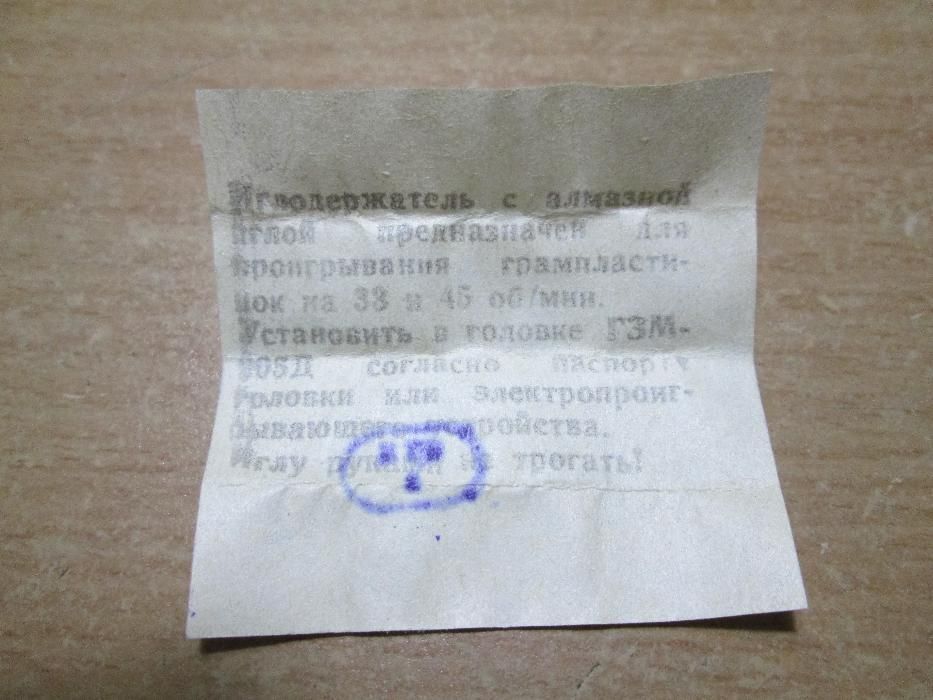 Иглодержатель с алмазной
иглой предназначен для
проигрывания грампласти-
нок на 33 и 45 об/мин.
Установить в головке ГЗМ-
105Д согласно паспорту
головки или электропроиг-
рывающего устройства.
Иглу руками не трогать!